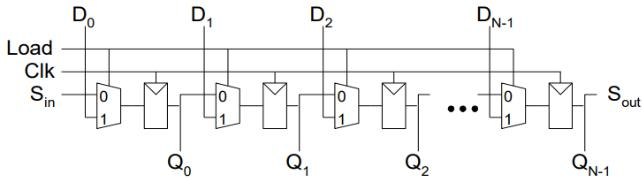 D0 D1 D2 DN-1
Load
Clk
Sin 0 0 0 0 Sout
1 1 1 1
Q0 Q1 Q2 QN-1